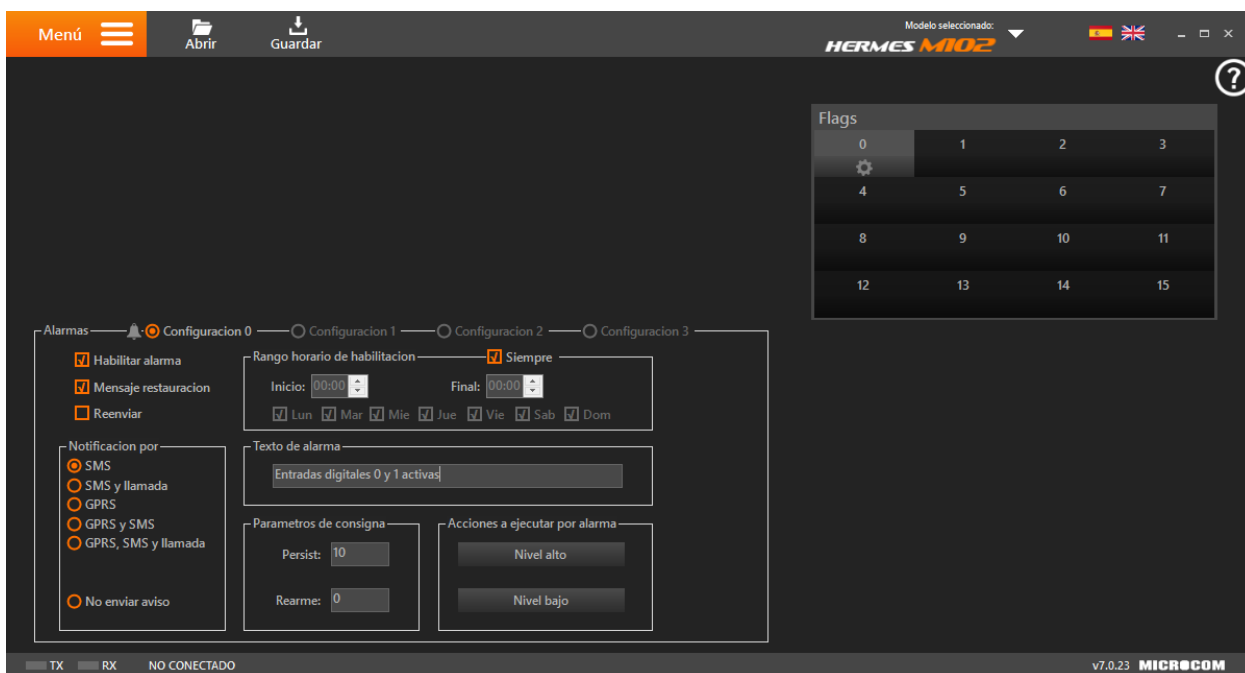 Menú
Abrir
Guardar
Modelo seleccionado:
HERMES M102
?
Flags
0 1 2 3
4 5 6 7
8 9 10 11
12 13 14 15
Alarmas Configuracion 0 Configuracion 1 Configuracion 2 Configuracion 3
Habilitar alarma
Mensaje restauracion
Reenviar
Rango horario de habilitacion Siempre
Inicio: 00:00 Final: 00:00
Lun Mar Mie Jue Vie Sab Dom
Notificacion por
SMS
SMS y llamada
GPRS
GPRS y SMS
GPRS, SMS y llamada
No enviar aviso
Texto de alarma
Entradas digitales 0 y 1 activas
Parametros de consigna
Persist: 10
Rearme: 0
Acciones a ejecutar por alarma
Nivel alto
Nivel bajo
TX RX NO CONECTADO
v7.0.23 MICROCOM